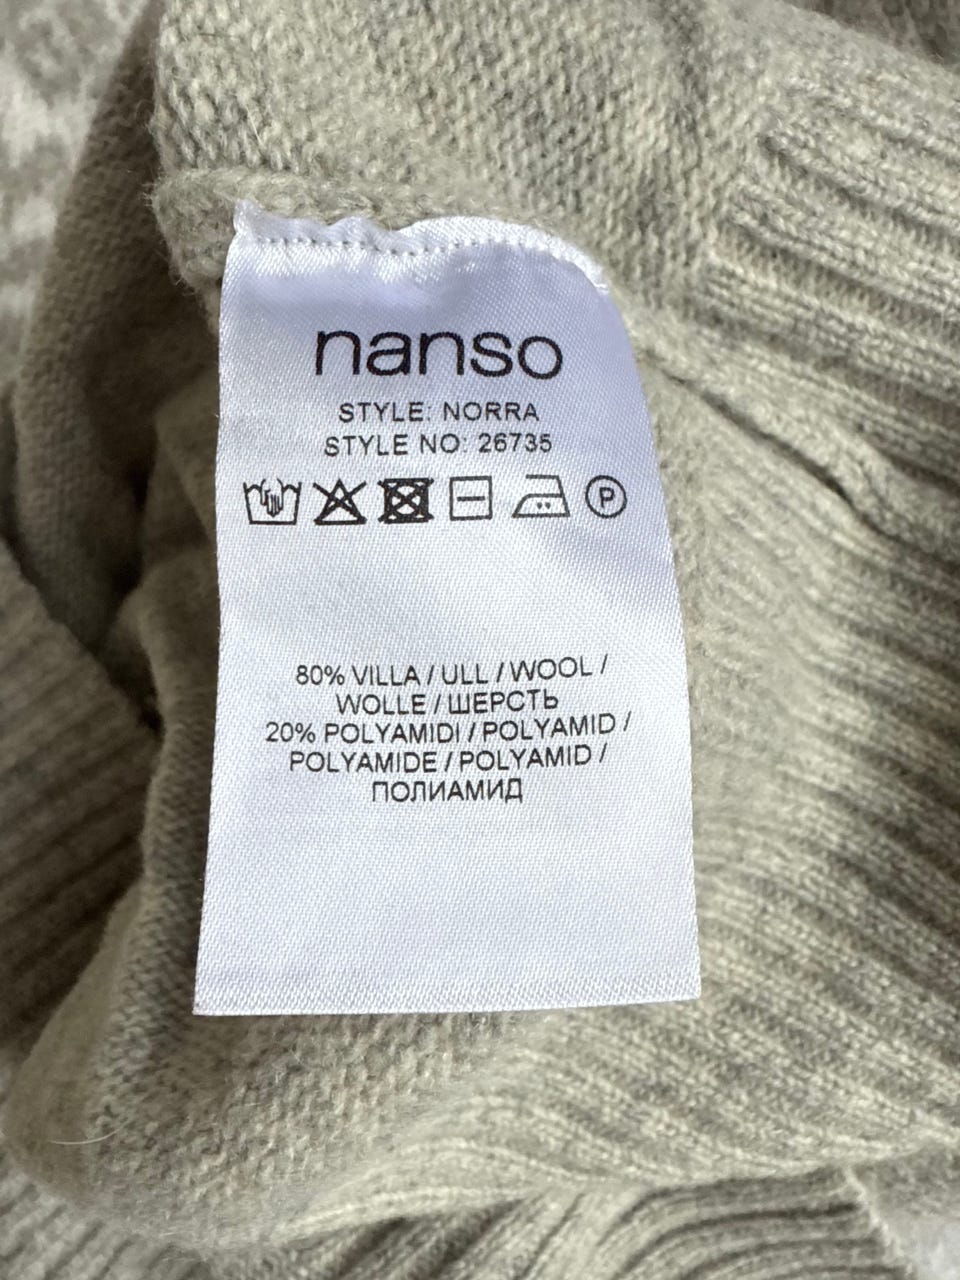 nanso
STYLE: NORRA
STYLE NO: 26735
P
80% VILLA / ULL / WOOL /
WOLLE / ШЕРСТЬ
20% POLYAMIDI / POLYAMID /
POLYAMIDE / POLYAMID /
ПОЛИАМИД